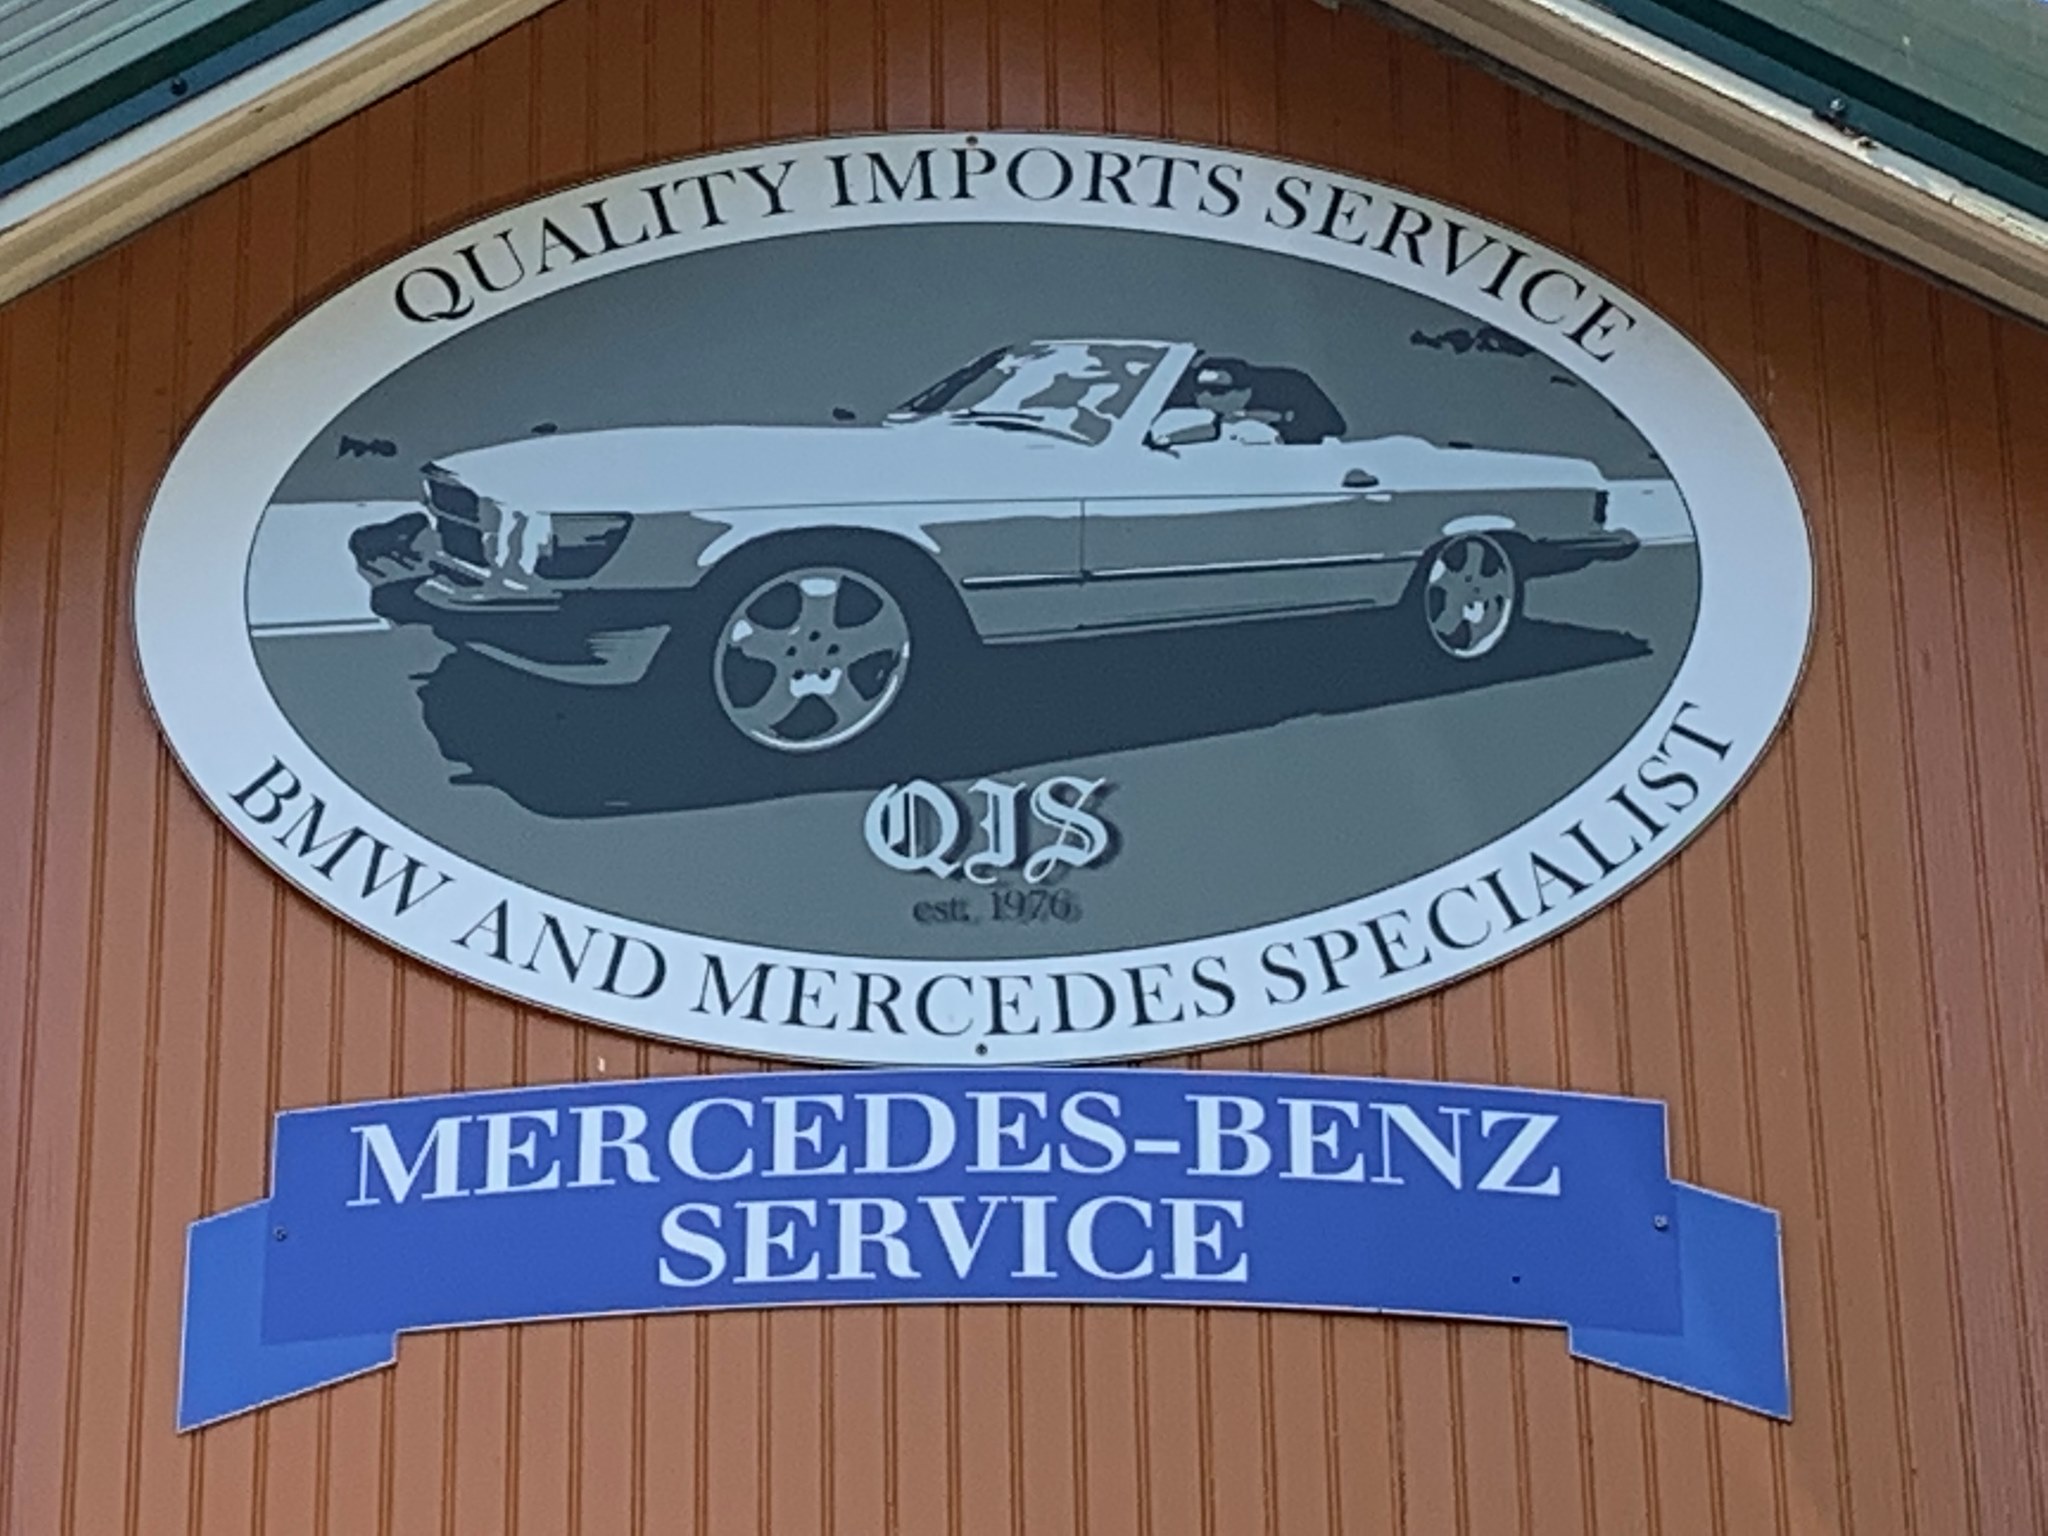 QUALITY IMPORTS SERVICE
QIS
est. 1976
BMW AND MERCEDES SPECIALIST
MERCEDES-BENZ
SERVICE